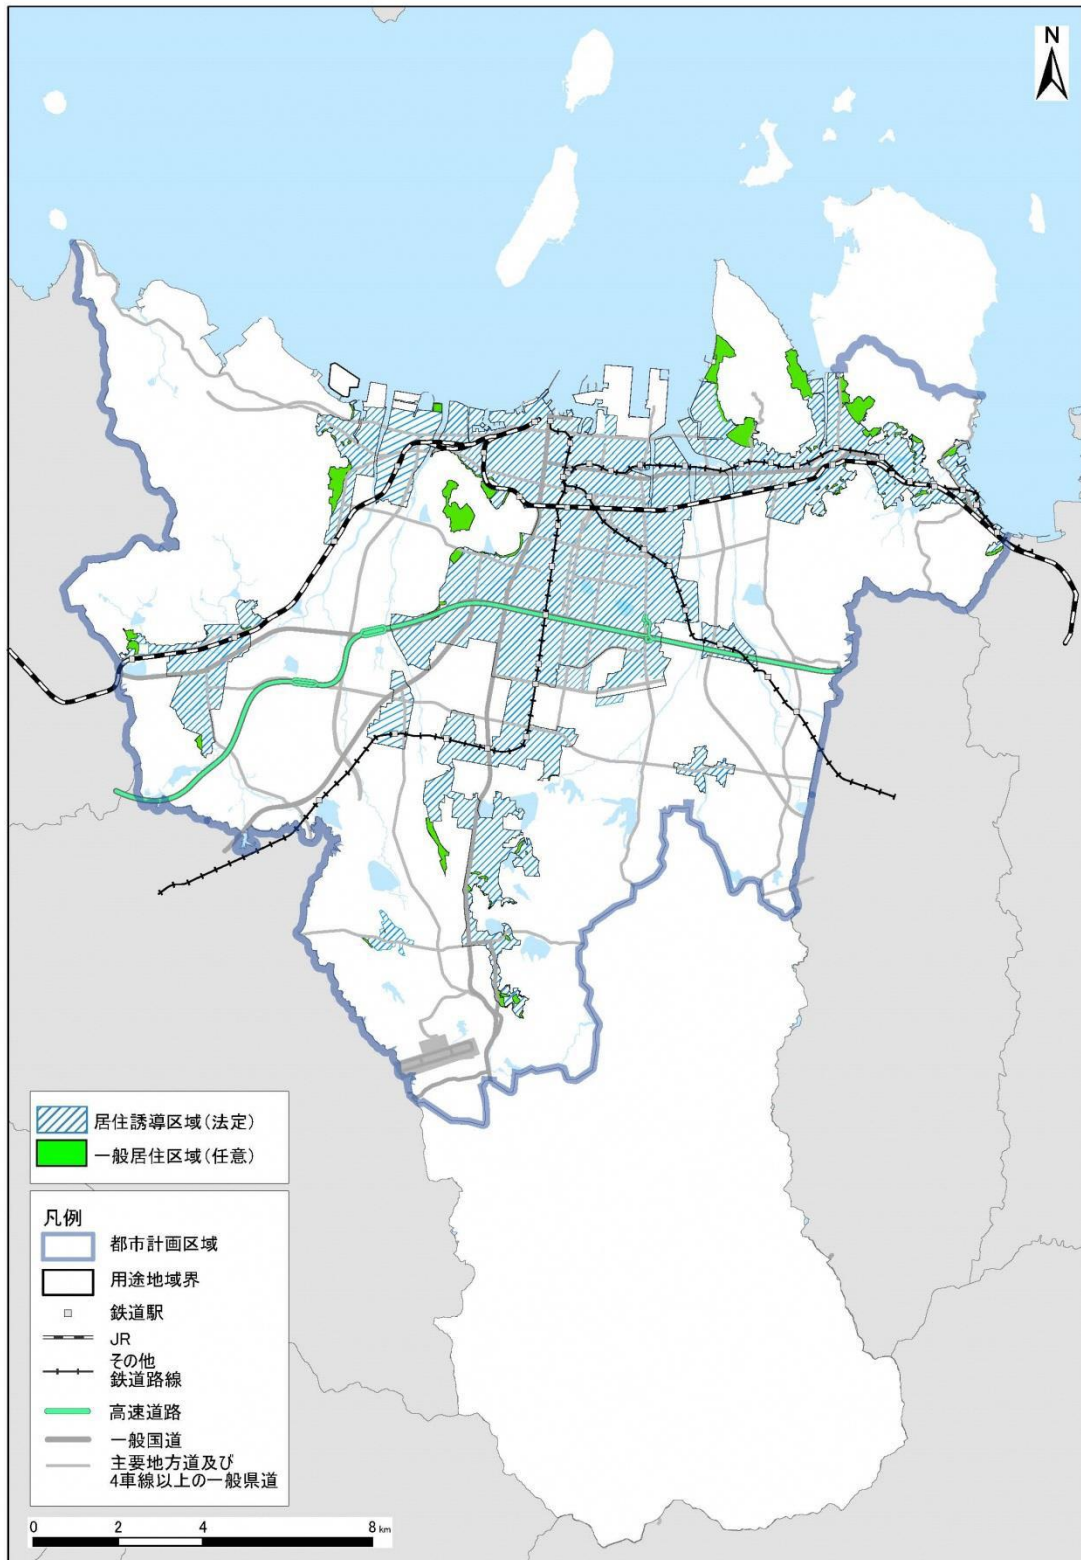 N
居住誘導区域(法定)
一般居住区域(任意)
凡例
都市計画区域
用途地域界
鉄道駅
JR
その他
鉄道路線
高速道路
一般国道
主要地方道及び
4車線以上の一般県道
0 2 4 8 km